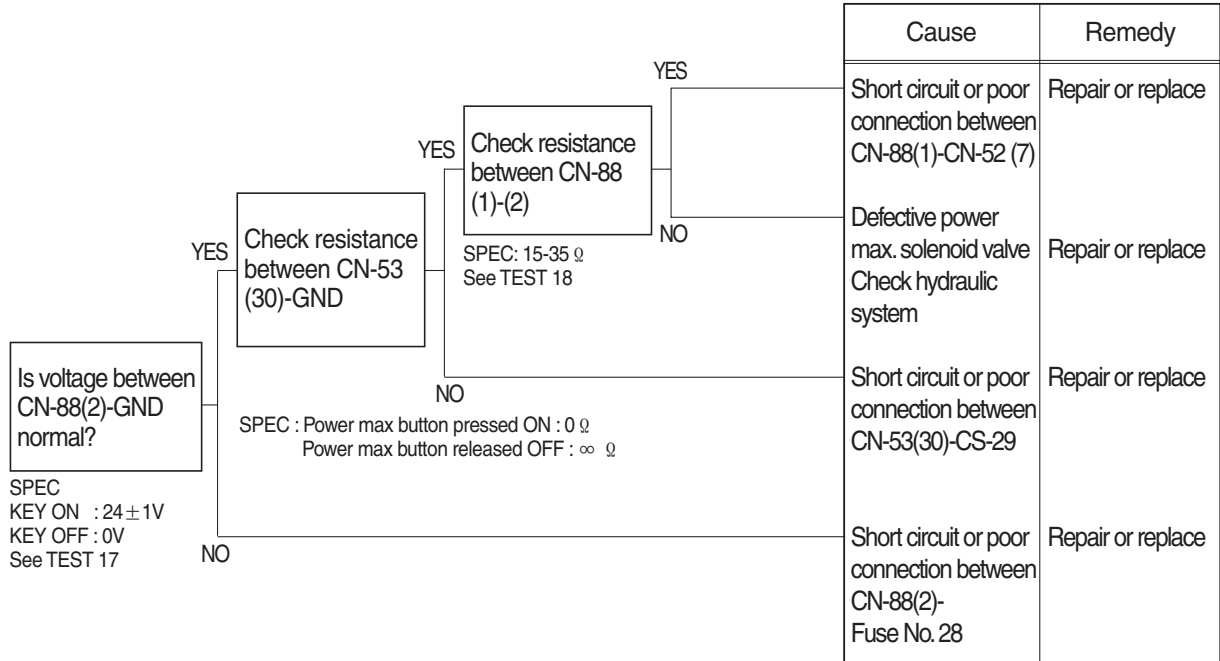 Cause
Remedy
YES
Short circuit or poor
connection between
CN-88(1)-CN-52 (7)
Repair or replace
YES
Check resistance
between CN-88
(1)-(2)
NO
SPEC: 15-35 Ω
See TEST 18
Defective power
max. solenoid valve
Check hydraulic
system
Repair or replace
YES
Check resistance
between CN-53
(30)-GND
NO
SPEC : Power max button pressed ON : 0 Ω
Power max button released OFF : ∞ Ω
Short circuit or poor
connection between
CN-53(30)-CS-29
Repair or replace
Is voltage between
CN-88(2)-GND
normal?
SPEC
KEY ON : 24±1V
KEY OFF : 0V
See TEST 17
NO
Short circuit or poor
connection between
CN-88(2)-
Fuse No. 28
Repair or replace